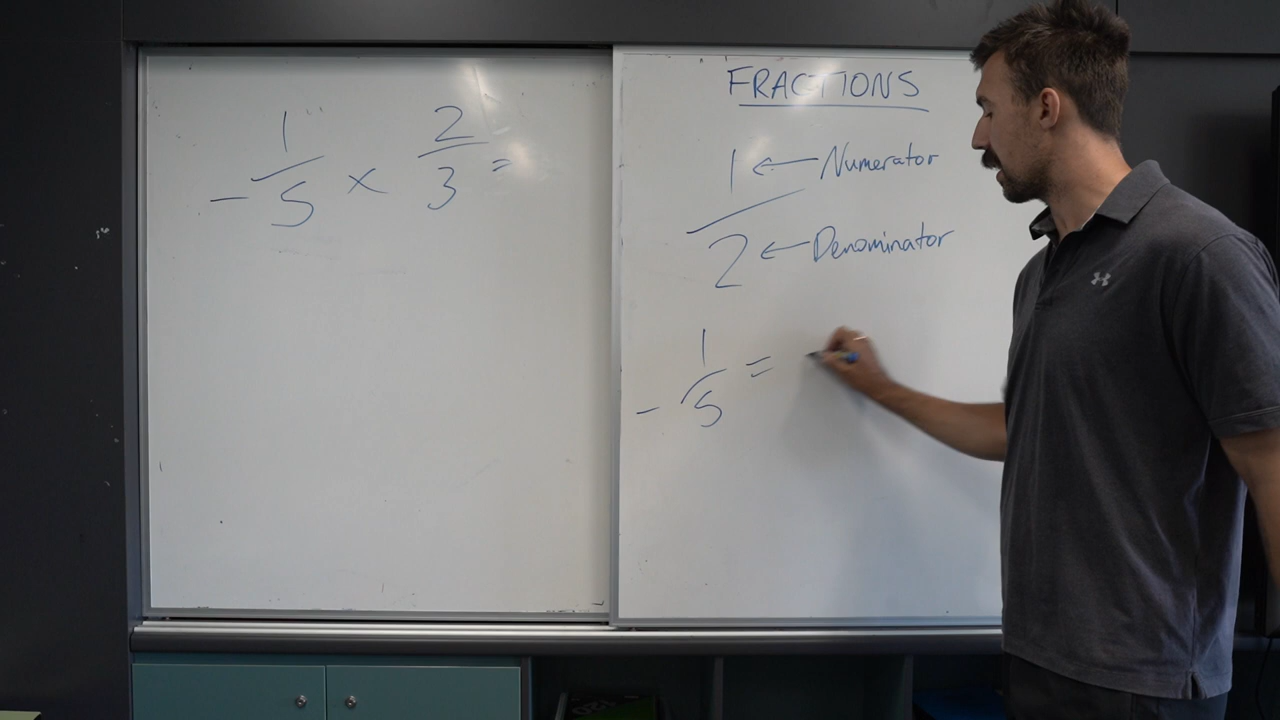 - 1/5 × 2/3 =
FRACTIONS
1 ← Numerator
2 ← Denominator
- 1/5 =